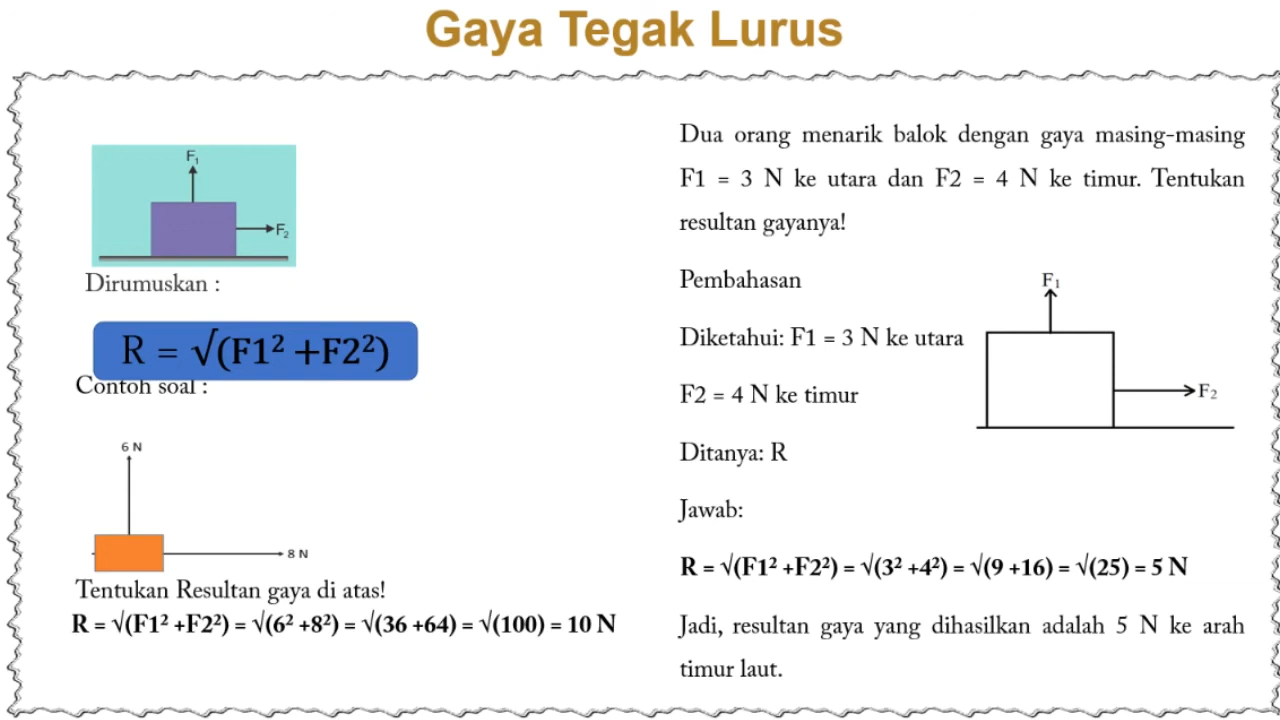 Gaya Tegak Lurus
F₁
F₂
Dirumuskan :
R = √(F1² +F2²)
Contoh soal :
6 N
8 N
Tentukan Resultan gaya di atas!
R = √(F1² +F2²) = √(6² +8²) = √(36 +64) = √(100) = 10 N
Dua orang menarik balok dengan gaya masing-masing
F1 = 3 N ke utara dan F2 = 4 N ke timur. Tentukan
resultan gayanya!
Pembahasan
Diketahui: F1 = 3 N ke utara
F2 = 4 N ke timur
Ditanya: R
Jawab:
F₁
F₂
R = √(F1² +F2²) = √(3² +4²) = √(9 +16) = √(25) = 5 N
Jadi, resultan gaya yang dihasilkan adalah 5 N ke arah
timur laut.